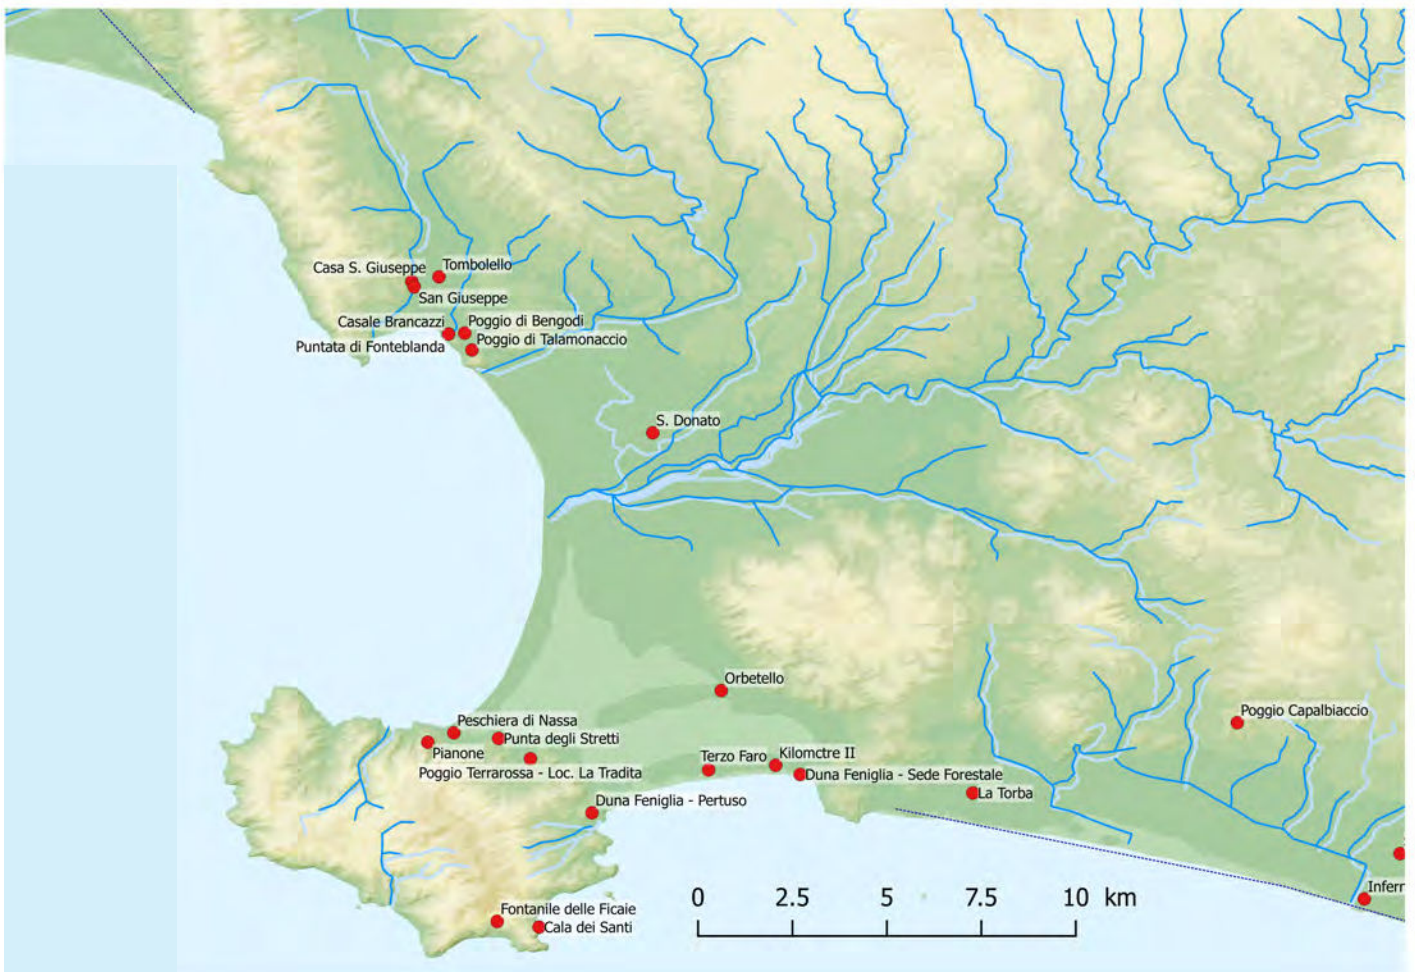 Casa S. Giuseppe
Tombolello
San Giuseppe
Casale Brancazzi
Poggio di Bengodi
Puntata di Fonteblanda
Poggio di Talamonaccio
S. Donato
Orbetello
Poggio Capalbiaccio
Peschiera di Nassa
Punta degli Stretti
Pianone
Terzo Faro
Kilomctre II
Poggio Terrarossa - Loc. La Tradita
Duna Feniglia - Sede Forestale
La Torba
Duna Feniglia - Pertuso
Infern
0 2.5 5 7.5 10 km
Fontanile delle Ficaie
Cala dei Santi